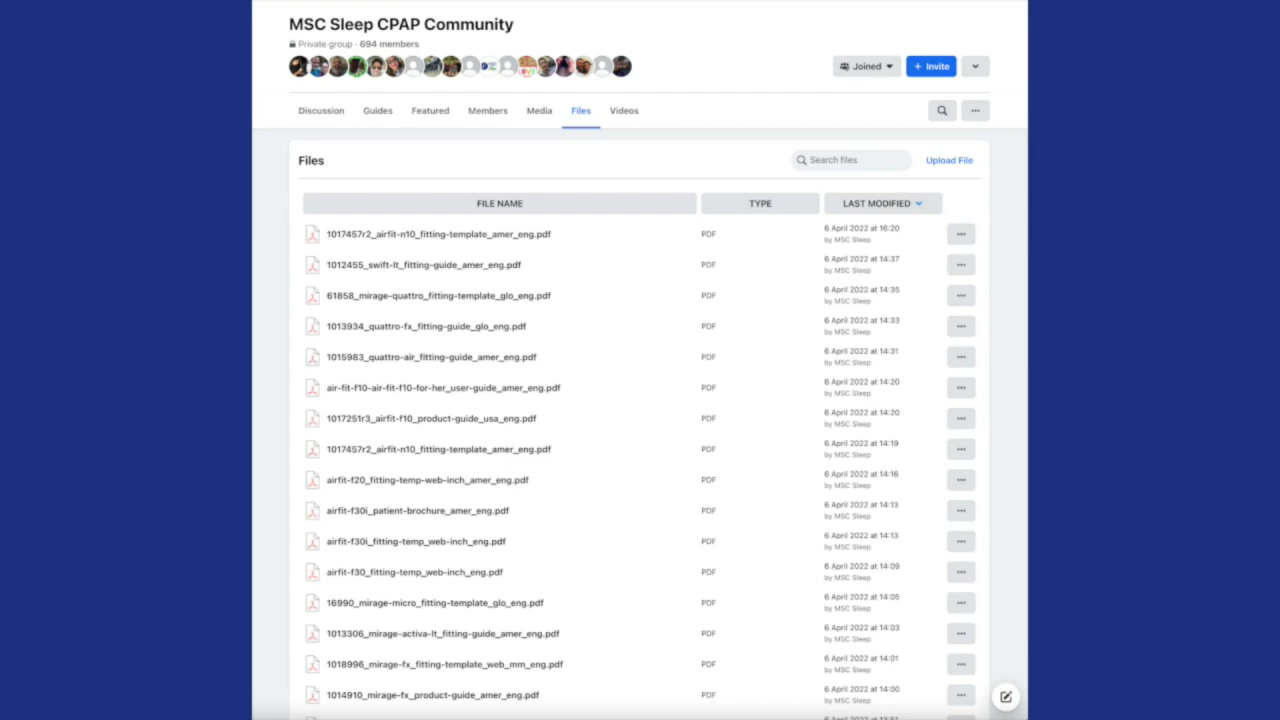 MSC Sleep CPAP Community
Private group · 694 members
Joined
+ Invite
Discussion Guides Featured Members Media Files Videos
Files
Search files
Upload File
FILE NAME TYPE LAST MODIFIED
1017457r2_airfit-n10_fitting-template_amer_eng.pdf PDF 6 April 2022 at 16:20
by MSC Sleep
1012455_swift-lt_fitting-guide_amer_eng.pdf PDF 6 April 2022 at 14:37
by MSC Sleep
61858_mirage-quattro_fitting-template_glo_eng.pdf PDF 6 April 2022 at 14:35
by MSC Sleep
1013934_quattro-fx_fitting-guide_glo_eng.pdf PDF 6 April 2022 at 14:33
by MSC Sleep
1015983_quattro-air_fitting-guide_amer_eng.pdf PDF 6 April 2022 at 14:31
by MSC Sleep
air-fit-f10-air-fit-f10-for-her_user-guide_amer_eng.pdf PDF 6 April 2022 at 14:20
by MSC Sleep
1017251r3_airfit-f10_product-guide_usa_eng.pdf PDF 6 April 2022 at 14:20
by MSC Sleep
1017457r2_airfit-n10_fitting-template_amer_eng.pdf PDF 6 April 2022 at 14:19
by MSC Sleep
airfit-f20_fitting-temp-web-inch_amer_eng.pdf PDF 6 April 2022 at 14:16
by MSC Sleep
airfit-f30i_patient-brochure_amer_eng.pdf PDF 6 April 2022 at 14:13
by MSC Sleep
airfit-f30i_fitting-temp_web-inch_eng.pdf PDF 6 April 2022 at 14:13
by MSC Sleep
airfit-f30_fitting-temp_web-inch_eng.pdf PDF 6 April 2022 at 14:09
by MSC Sleep
16990_mirage-micro_fitting-template_glo_eng.pdf PDF 6 April 2022 at 14:05
by MSC Sleep
1013306_mirage-activa-lt_fitting-guide_amer_eng.pdf PDF 6 April 2022 at 14:03
by MSC Sleep
1018996_mirage-fx_fitting-template_web_mm_eng.pdf PDF 6 April 2022 at 14:01
by MSC Sleep
1014910_mirage-fx_product-guide_amer_eng.pdf PDF 6 April 2022 at 14:00
by MSC Sleep